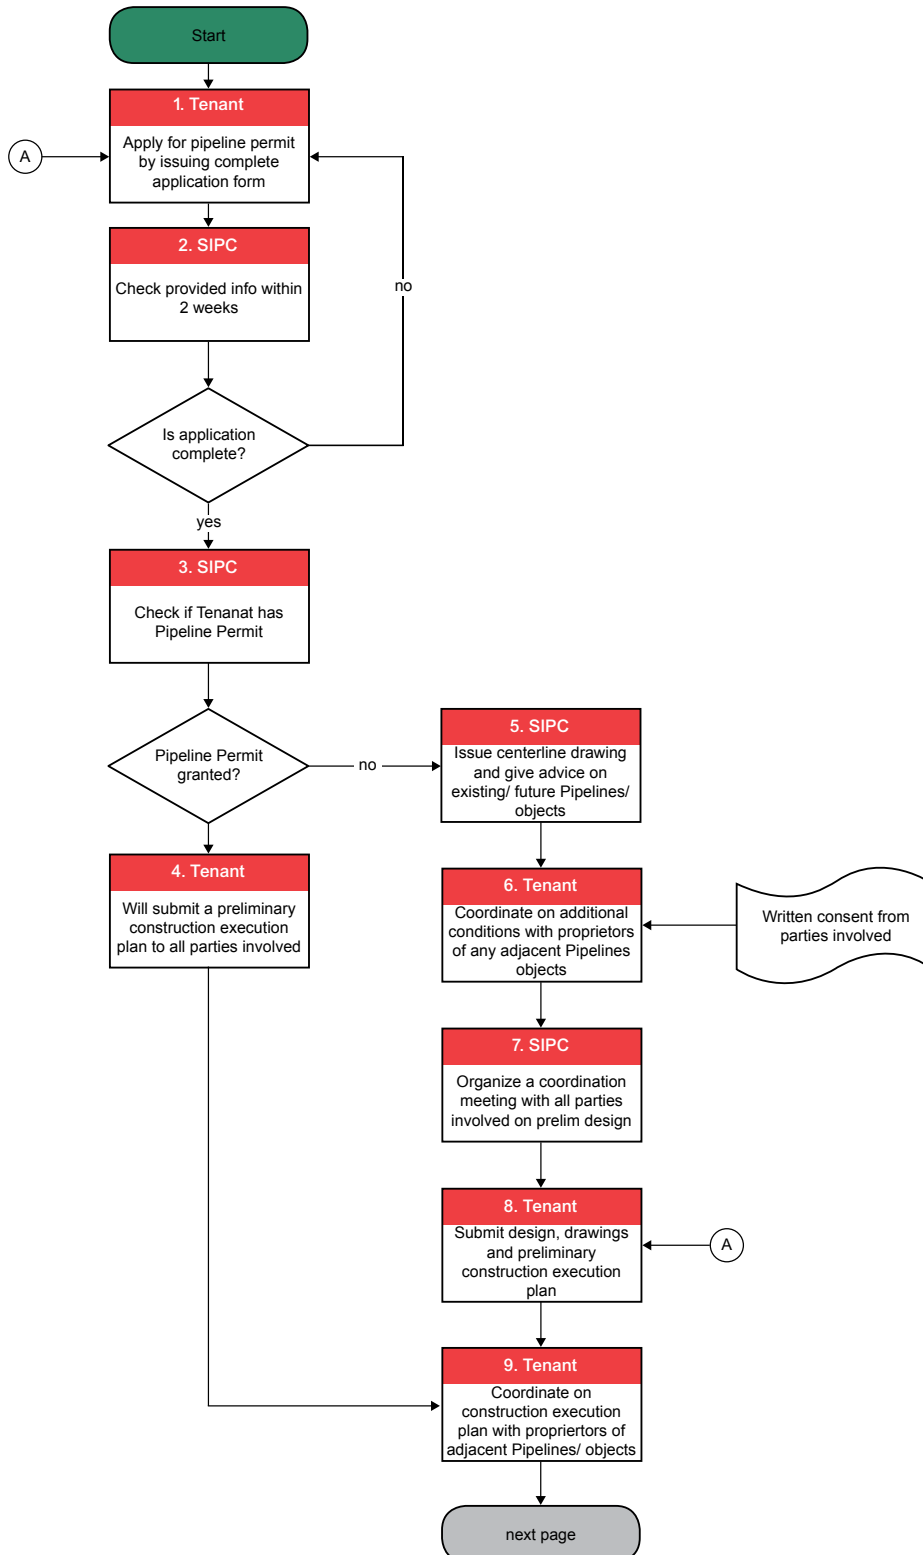 Start
1. Tenant
Apply for pipeline permit
by issuing complete
application form
A
2. SIPC
Check provided info within
2 weeks
no
Is application
complete?
yes
3. SIPC
Check if Tenanat has
Pipeline Permit
Pipeline Permit
granted?
no
4. Tenant
Will submit a preliminary
construction execution
plan to all parties involved
5. SIPC
Issue centerline drawing
and give advice on
existing/ future Pipelines/
objects
6. Tenant
Coordinate on additional
conditions with proprietors
of any adjacent Pipelines
objects
Written consent from
parties involved
7. SIPC
Organize a coordination
meeting with all parties
involved on prelim design
8. Tenant
Submit design, drawings
and preliminary
construction execution
plan
A
9. Tenant
Coordinate on
construction execution
plan with propriertors of
adjacent Pipelines/ objects
next page